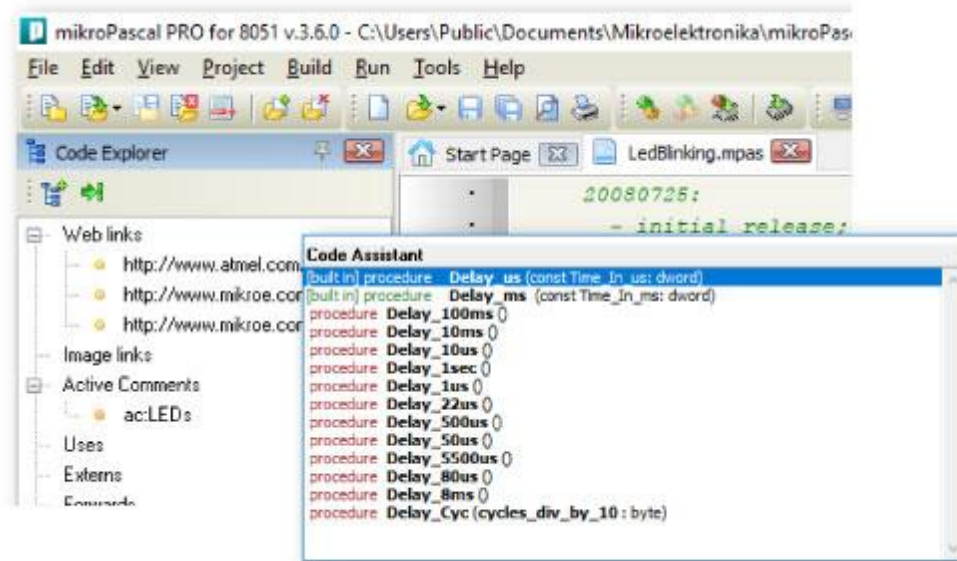 mikroPascal PRO for 8051 v.3.6.0 - C:\Users\Public\Documents\Mikroelektronika\mikroPas
File Edit View Project Build Run Tools Help
Code Explorer
Start Page LedBlinking.mpas
20080725:
- initial release;
Web links
http://www.atmel.com
http://www.mikroe.cor
http://www.mikroe.com
Image links
Active Comments
ac:LEDs
Uses
Externs
Forwards
Code Assistant
[built in] procedure Delay_us (const Time_In_us: dword)
[built in] procedure Delay_ms (const Time_In_ms: dword)
procedure Delay_100ms ()
procedure Delay_10ms ()
procedure Delay_10us ()
procedure Delay_1sec ()
procedure Delay_1us ()
procedure Delay_22us ()
procedure Delay_500us ()
procedure Delay_50us ()
procedure Delay_5500us ()
procedure Delay_80us ()
procedure Delay_8ms ()
procedure Delay_Cyc (cycles_div_by_10 : byte)